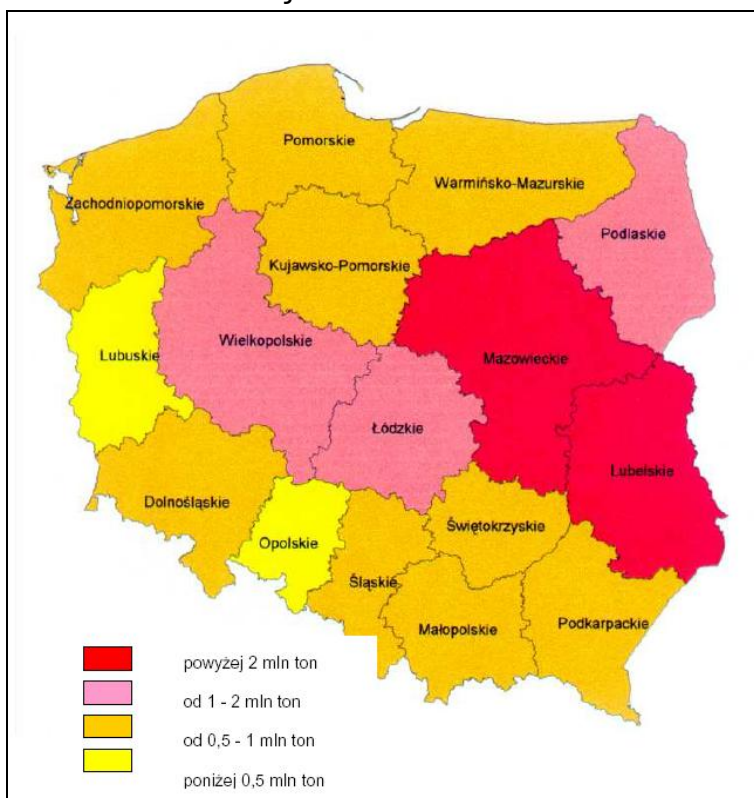 Pomorskie
Warmińsko-Mazurskie
Zachodniopomorskie
Podlaskie
Kujawsko-Pomorskie
Wielkopolskie
Lubuskie
Mazowieckie
Łódzkie
Lubelskie
Dolnośląskie
Świętokrzyskie
Opolskie
Śląskie
Podkarpackie
Małopolskie
powyżej 2 mln ton
od 1 - 2 mln ton
od 0,5 - 1 mln ton
poniżej 0,5 mln ton